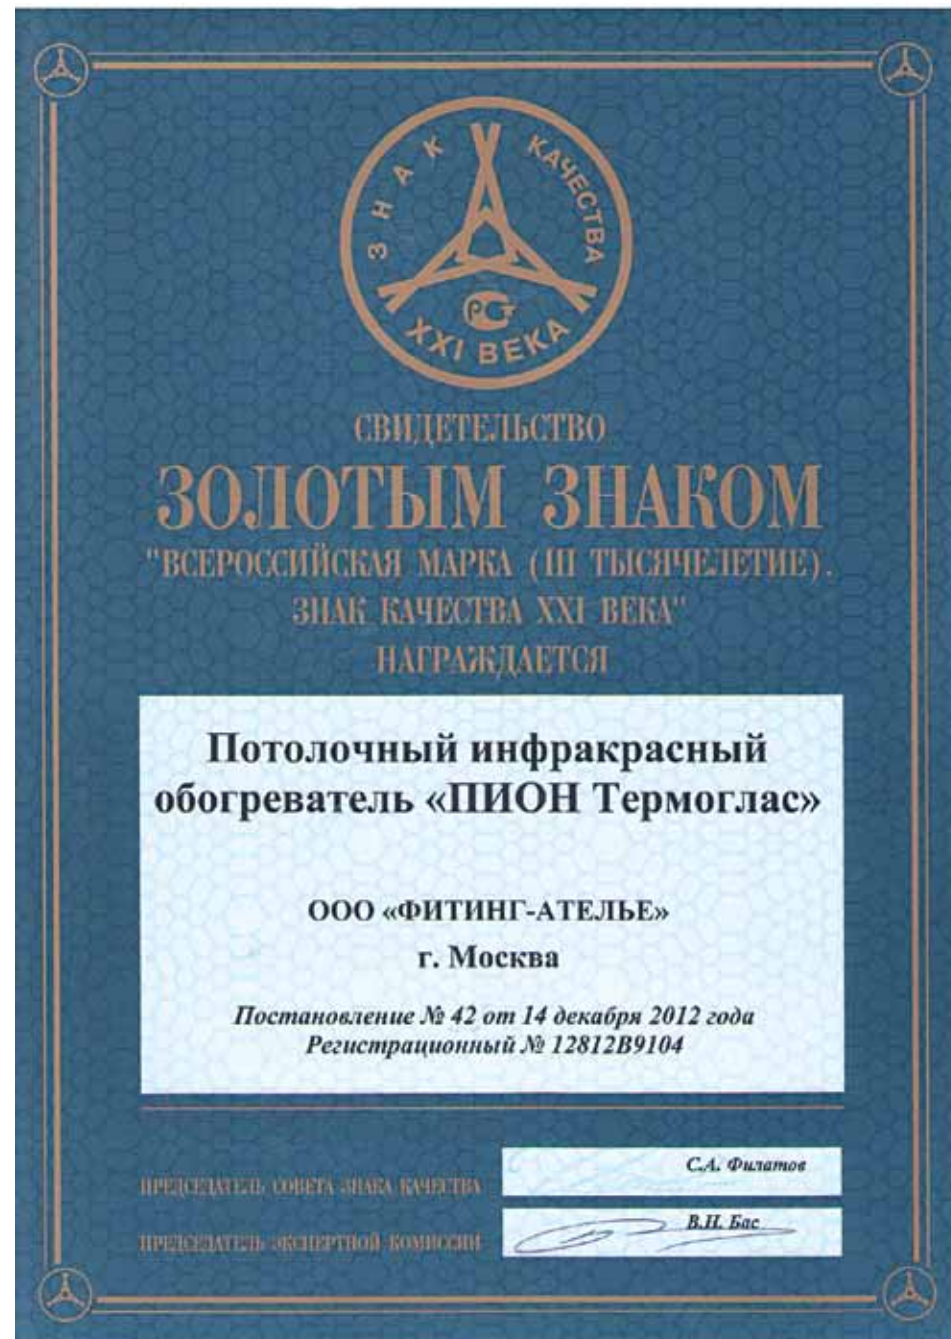 ЗНАК КАЧЕСТВА
XXI ВЕКА
СВИДЕТЕЛЬСТВО
ЗОЛОТЫМ ЗНАКОМ
"ВСЕРОССИЙСКАЯ МАРКА (III ТЫСЯЧЕЛЕТИЕ).
ЗНАК КАЧЕСТВА XXI ВЕКА"
НАГРАЖДАЕТСЯ
Потолочный инфракрасный
обогреватель «ПИОН Термоглас»
ООО «ФИТИНГ-АТЕЛЬЕ»
г. Москва
Постановление № 42 от 14 декабря 2012 года
Регистрационный № 12812В9104
С.А. Филатов
ПРЕДСЕДАТЕЛЬ СОВЕТА ЗНАКА КАЧЕСТВА
В.Н. Бас
ПРЕДСЕДАТЕЛЬ ЭКСПЕРТНОЙ КОМИССИИ